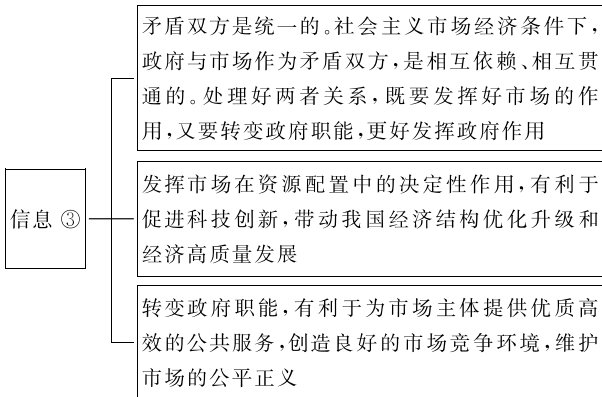 矛盾双方是统一的。社会主义市场经济条件下,
政府与市场作为矛盾双方,是相互依赖、相互贯
通的。处理好两者关系,既要发挥好市场的作
用,又要转变政府职能,更好发挥政府作用
信息 ③
发挥市场在资源配置中的决定性作用,有利于
促进科技创新,带动我国经济结构优化升级和
经济高质量发展
转变政府职能,有利于为市场主体提供优质高
效的公共服务,创造良好的市场竞争环境,维护
市场的公平正义